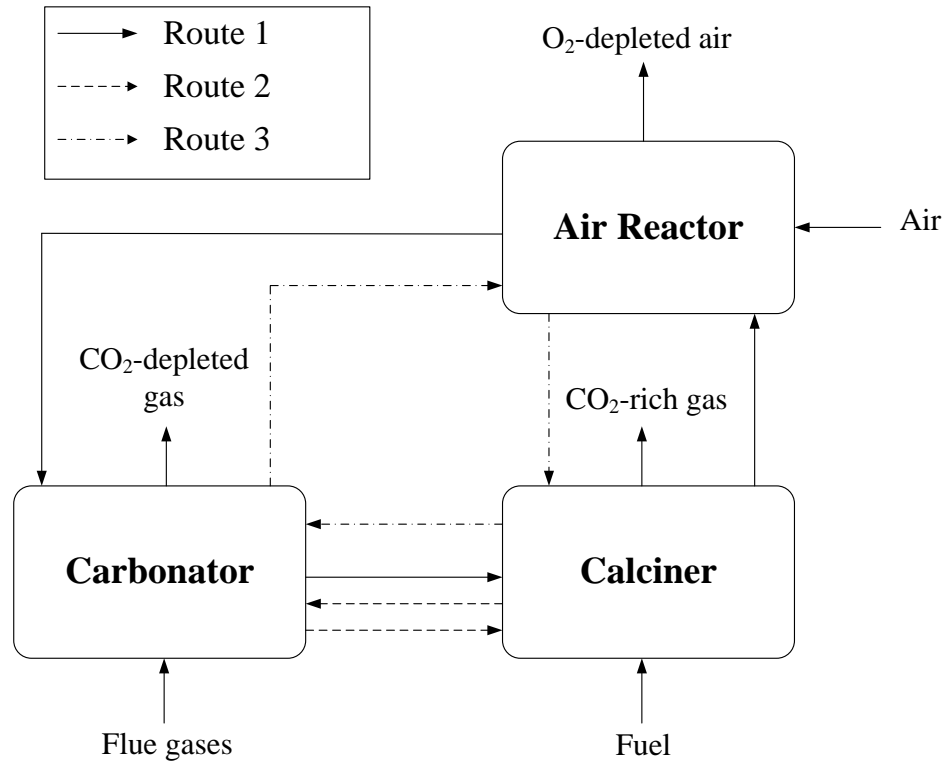 Route 1
Route 2
Route 3
O₂-depleted air
Air Reactor
Air
CO₂-depleted
gas
CO₂-rich gas
Carbonator
Calciner
Flue gases
Fuel